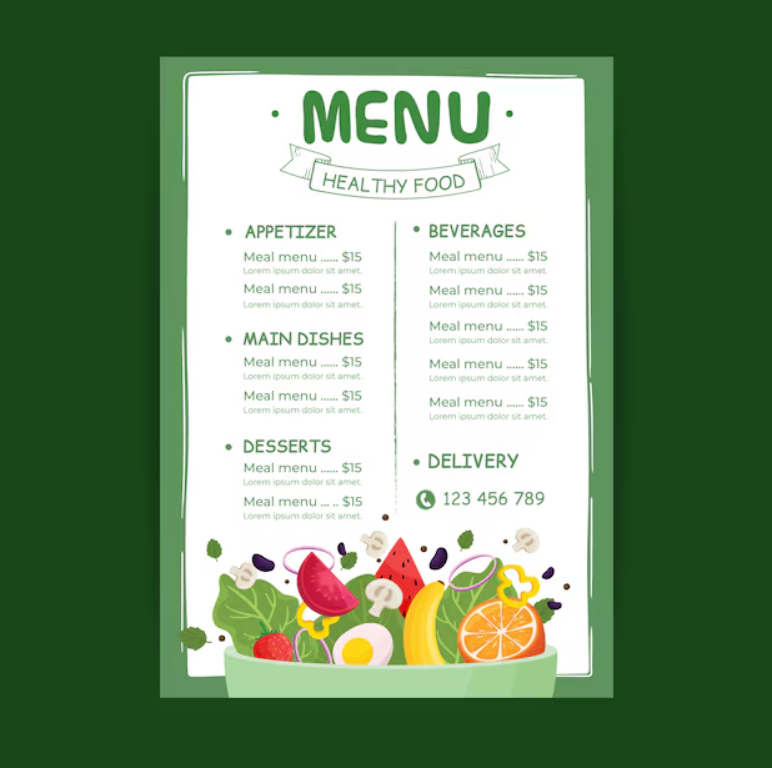 MENU
HEALTHY FOOD
APPETIZER
Meal menu ...... $15
Lorem ipsum dolor sit amet.
Meal menu ...... $15
Lorem ipsum dolor sit amet.
MAIN DISHES
Meal menu ...... $15
Lorem ipsum dolor sit amet.
Meal menu ...... $15
Lorem ipsum dolor sit amet.
DESSERTS
Meal menu ...... $15
Lorem ipsum dolor sit amet.
Meal menu ... .. $15
Lorem ipsum dolor sit amet.
BEVERAGES
Meal menu ...... $15
Lorem ipsum dolor sit amet.
Meal menu ...... $15
Lorem ipsum dolor sit amet.
Meal menu ...... $15
Lorem ipsum dolor sit amet.
Meal menu ...... $15
Lorem ipsum dolor sit amet.
Meal menu ...... $15
Lorem ipsum dolor sit amet.
DELIVERY
123 456 789